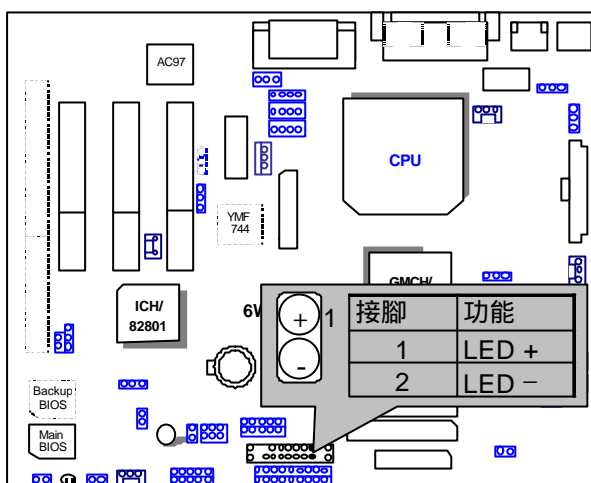 AC97
CPU
YMF
744
GMCH/
ICH/
82801
6V
+
1
-
接腳 功能
1 LED +
2 LED −
Backup
BIOS
Main
BIOS